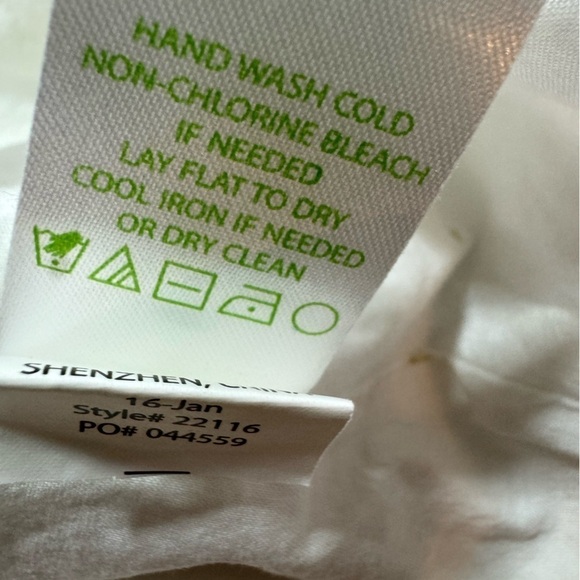 HAND WASH COLD
NON-CHLORINE BLEACH
IF NEEDED
LAY FLAT TO DRY
COOL IRON IF NEEDED
OR DRY CLEAN
SHENZHEN,
16-Jan
Style# 22116
PO# 044559